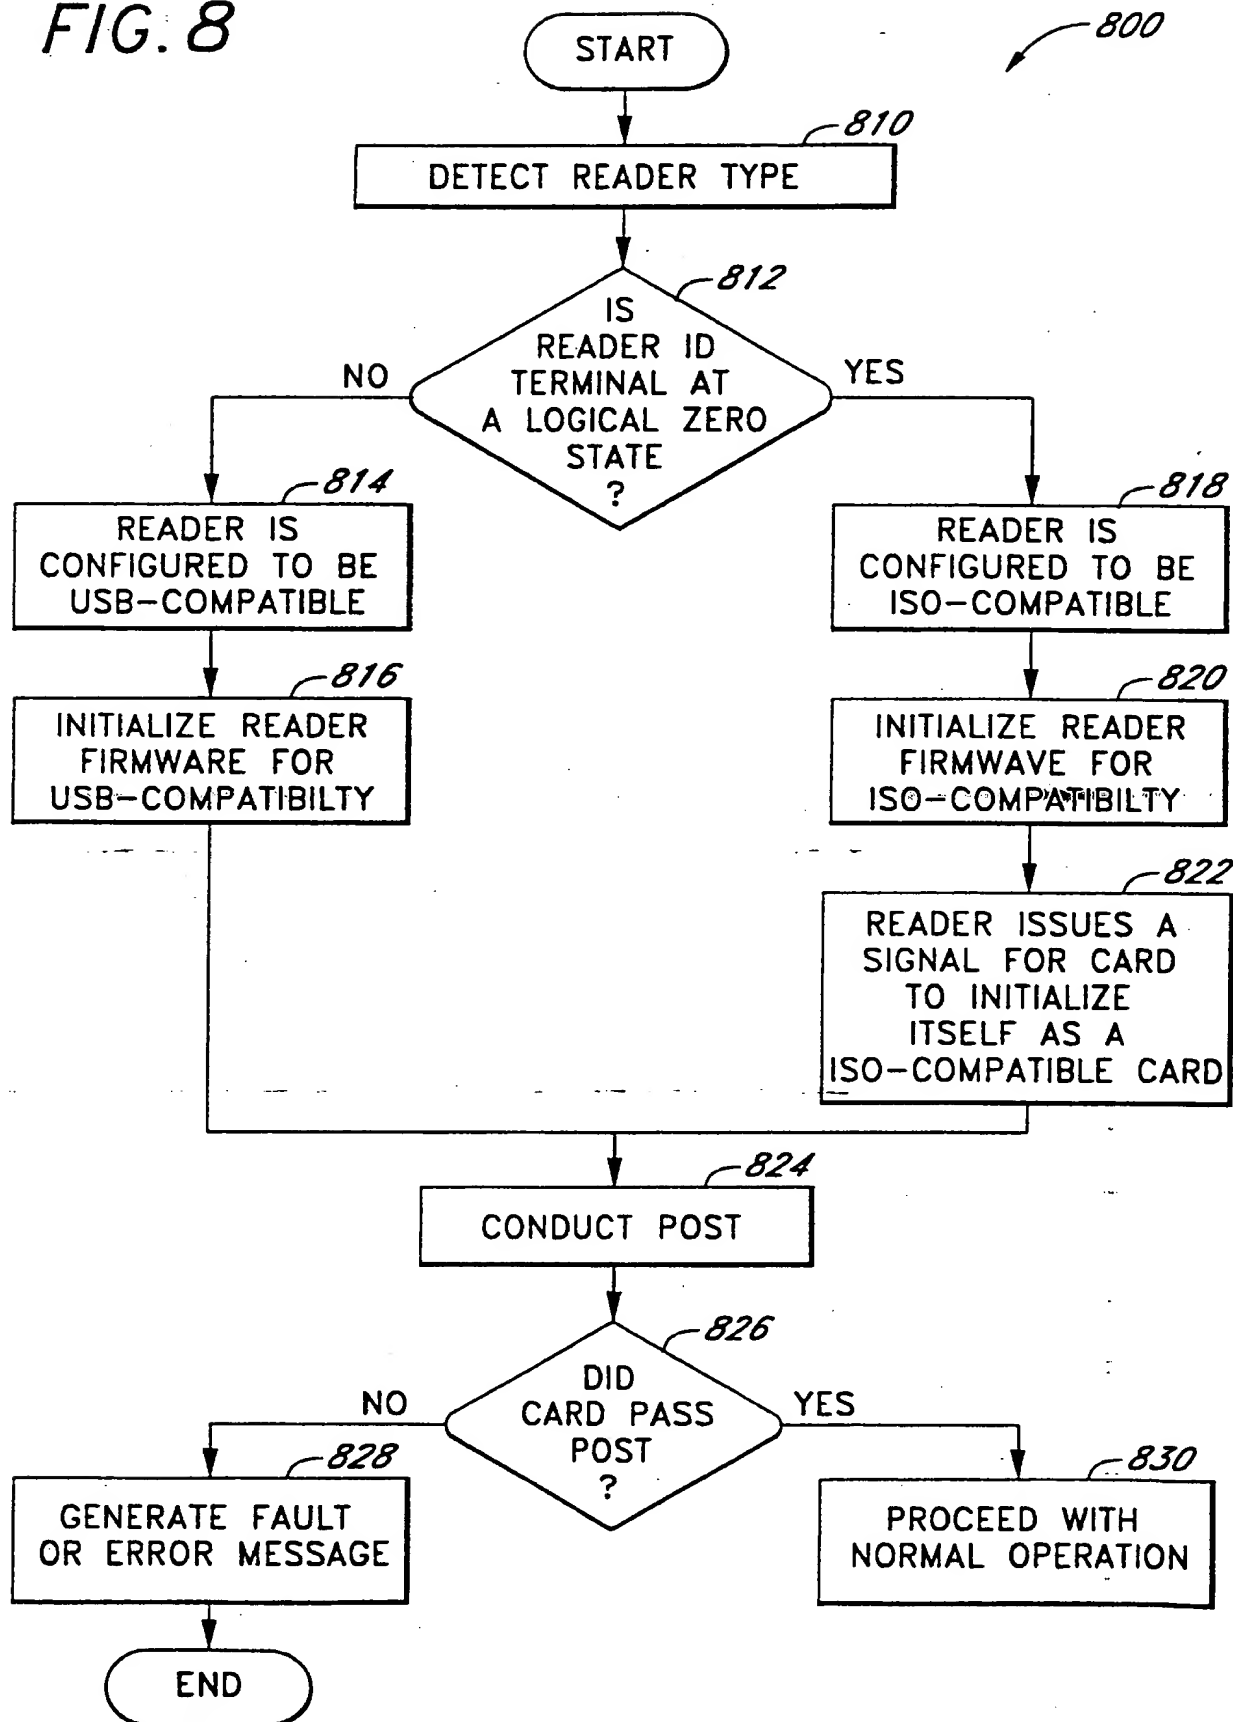 FIG. 8
START
800
810
DETECT READER TYPE
812
IS
READER ID
TERMINAL AT
A LOGICAL ZERO
STATE
?
NO
YES
814
READER IS
CONFIGURED TO BE
USB-COMPATIBLE
818
READER IS
CONFIGURED TO BE
ISO-COMPATIBLE
816
INITIALIZE READER
FIRMWARE FOR
USB-COMPATIBILTY
820
INITIALIZE READER
FIRMWAVE FOR
ISO-COMPATIBILTY
822
READER ISSUES A
SIGNAL FOR CARD
TO INITIALIZE
ITSELF AS A
ISO-COMPATIBLE CARD
824
CONDUCT POST
826
DID
CARD PASS
POST
?
NO
YES
828
GENERATE FAULT
OR ERROR MESSAGE
830
PROCEED WITH
NORMAL OPERATION
END